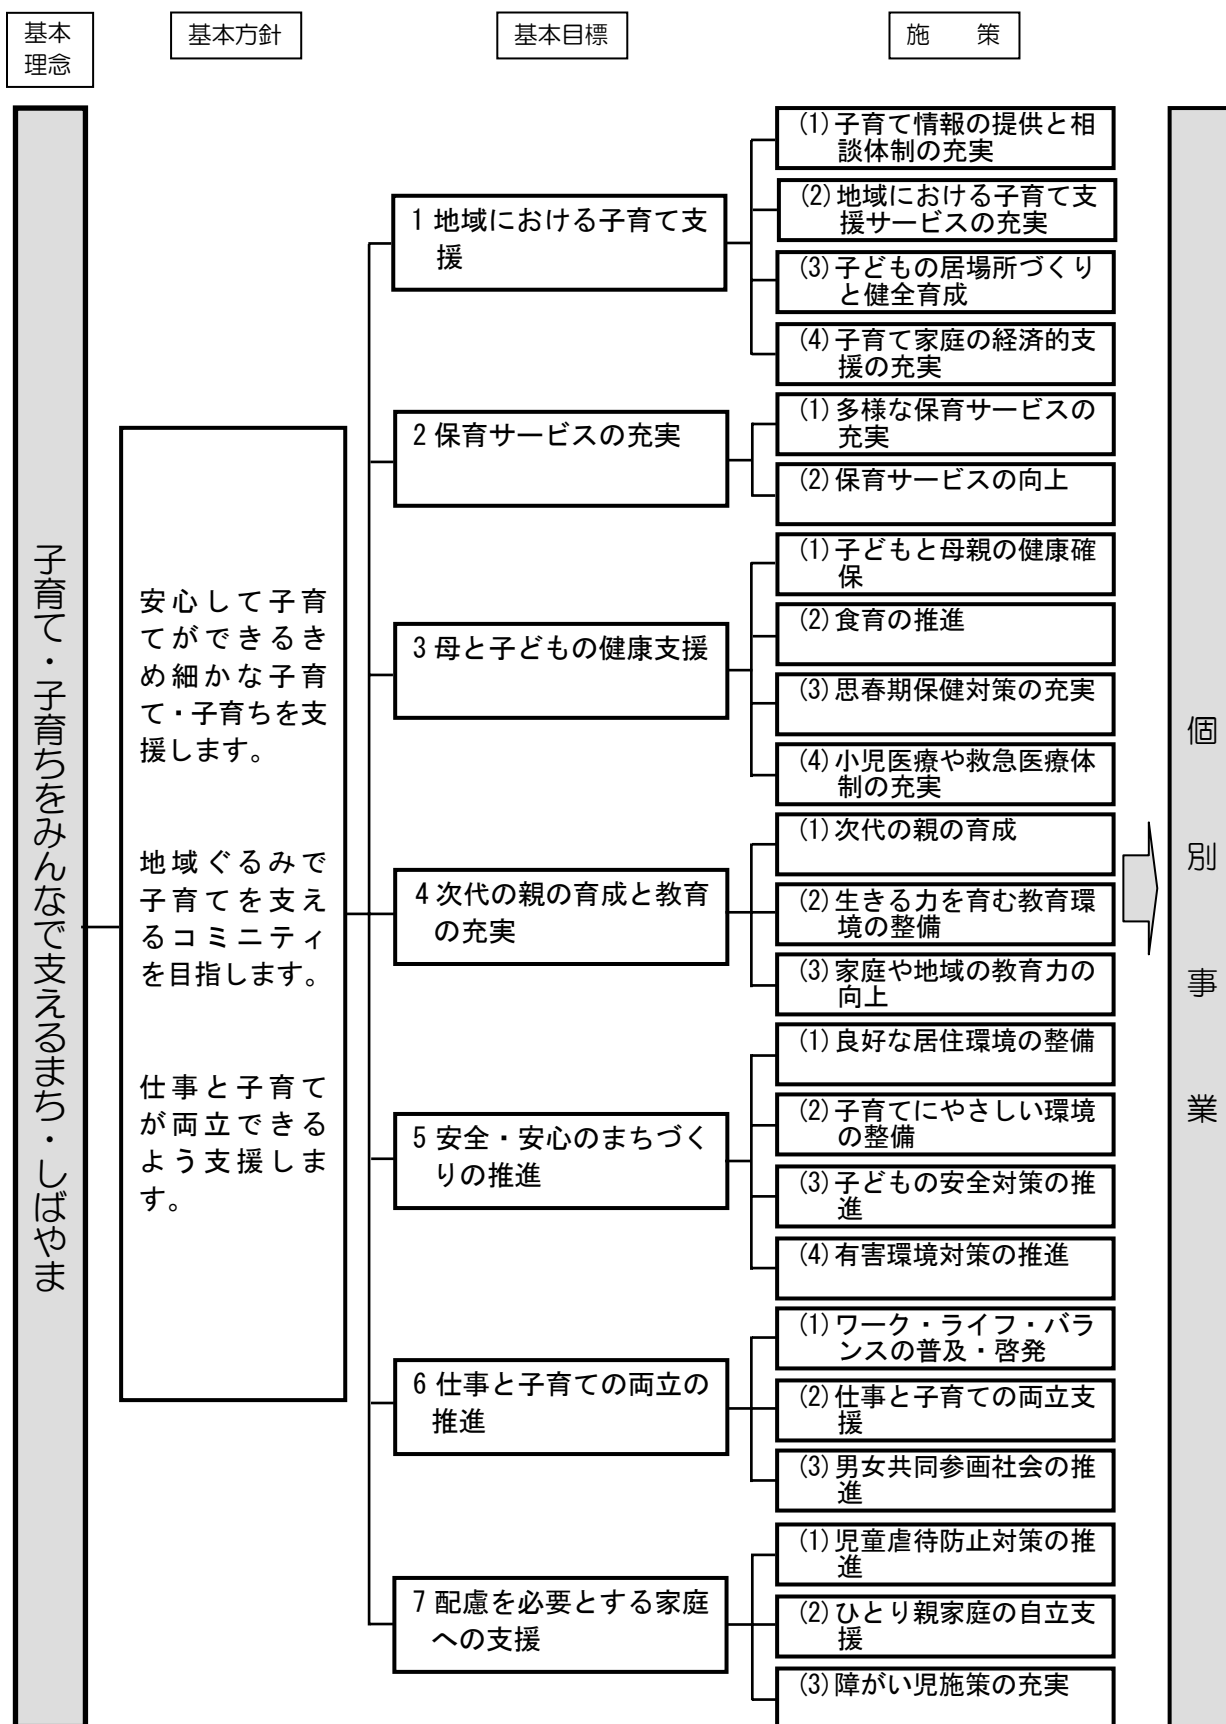 基本
理念
基本方針
基本目標
施　　策
子育て・子育ちをみんなで支えるまち・しばやま
安心して子育
てができるき
め細かな子育
て・子育ちを支
援します。
地域ぐるみで
子育てを支え
るコミニティ
を目指します。
仕事と子育て
が両立できる
よう支援しま
す。
1 地域における子育て支
援
(1)子育て情報の提供と相
談体制の充実
(2)地域における子育て支
援サービスの充実
(3)子どもの居場所づくり
と健全育成
(4)子育て家庭の経済的支
援の充実
2 保育サービスの充実
(1)多様な保育サービスの
充実
(2)保育サービスの向上
3 母と子どもの健康支援
(1)子どもと母親の健康確
保
(2)食育の推進
(3)思春期保健対策の充実
(4)小児医療や救急医療体
制の充実
4 次代の親の育成と教育
の充実
(1)次代の親の育成
(2)生きる力を育む教育環
境の整備
(3)家庭や地域の教育力の
向上
5 安全・安心のまちづく
りの推進
(1)良好な居住環境の整備
(2)子育てにやさしい環境
の整備
(3)子どもの安全対策の推
進
(4)有害環境対策の推進
6 仕事と子育ての両立の
推進
(1)ワーク・ライフ・バラ
ンスの普及・啓発
(2)仕事と子育ての両立支
援
(3)男女共同参画社会の推
進
7 配慮を必要とする家庭
への支援
(1)児童虐待防止対策の推
進
(2)ひとり親家庭の自立支
援
(3)障がい児施策の充実
個別事業